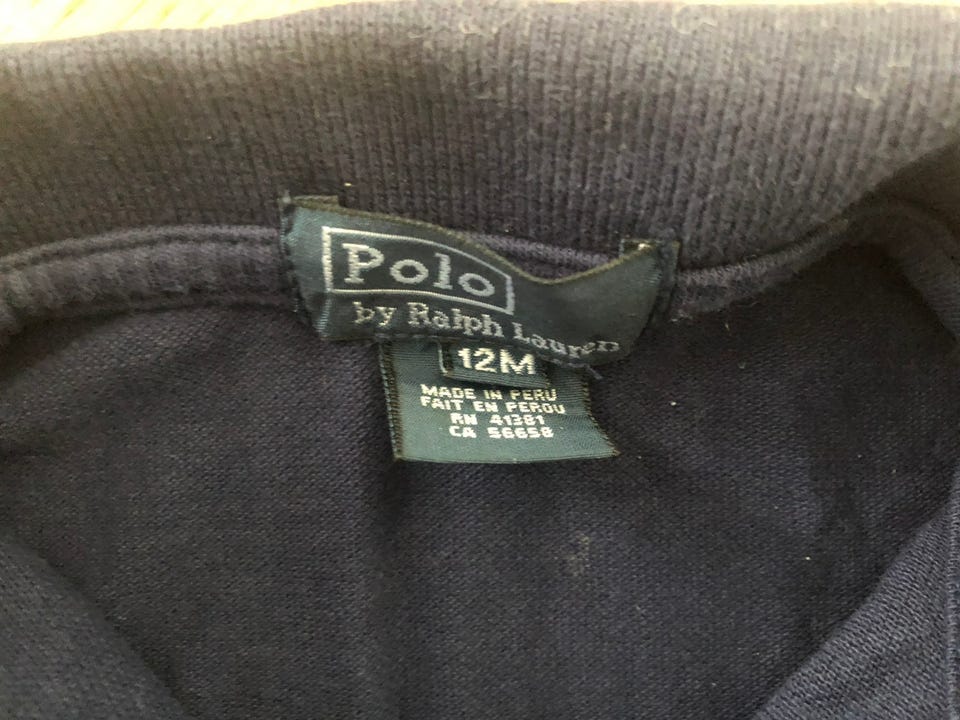 Polo
by Ralph Lauren
12M
MADE IN PERU
FAIT EN PEROU
RN 41381
CA 56658